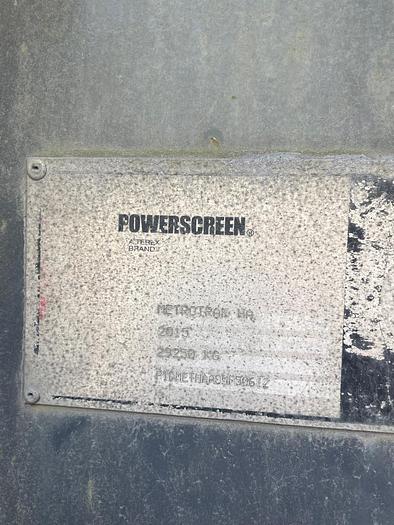 POWERSCREEN®
A TEREX
BRAND
METROTRAK HA
2015
29250 KG